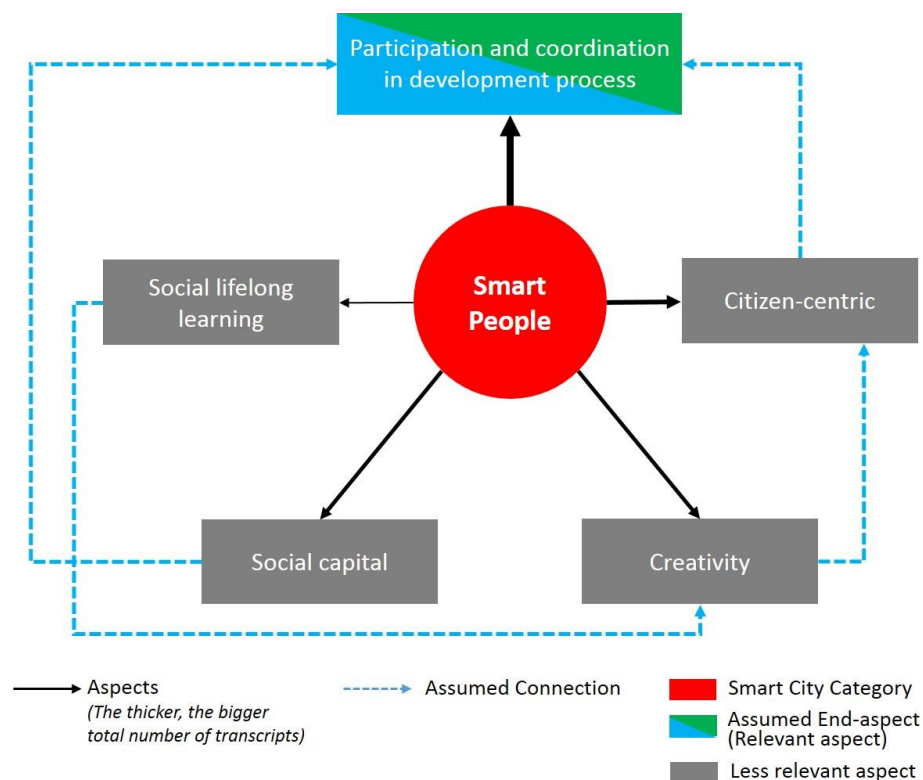 Participation and coordination
in development process
Social lifelong
learning
Smart
People
Citizen-centric
Social capital
Creativity
Aspects
(The thicker, the bigger
total number of transcripts)
Assumed Connection
Smart City Category
Assumed End-aspect
(Relevant aspect)
Less relevant aspect